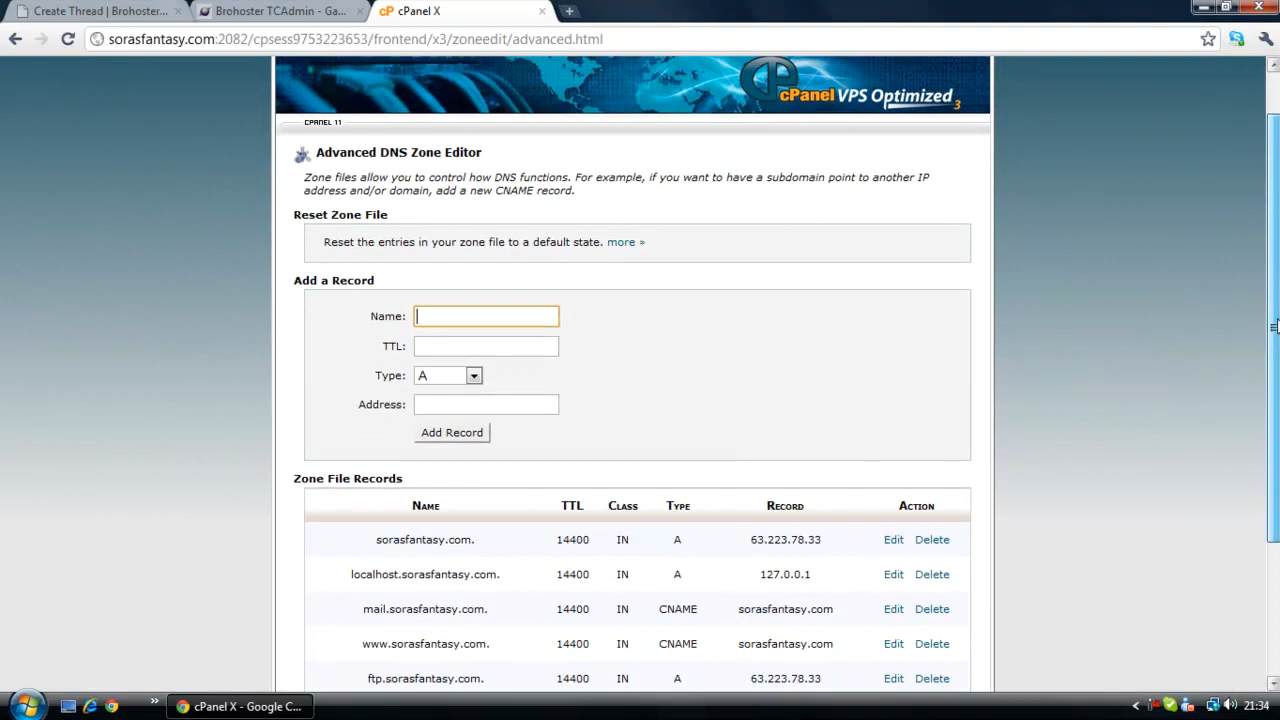 Create Thread | Brohoster...
Brohoster TCAdmin - Ga...
cP cPanel X
sorasfantasy.com:2082/cpsess9753223653/frontend/x3/zoneedit/advanced.html
cPanel VPS Optimized 3
CPANEL 11
Advanced DNS Zone Editor
Zone files allow you to control how DNS functions. For example, if you want to have a subdomain point to another IP
address and/or domain, add a new CNAME record.
Reset Zone File
Reset the entries in your zone file to a default state. more »
Add a Record
Name:
TTL:
Type: A
Address:
Add Record
Zone File Records
NAME TTL CLASS TYPE RECORD ACTION
sorasfantasy.com. 14400 IN A 63.223.78.33 Edit Delete
localhost.sorasfantasy.com. 14400 IN A 127.0.0.1 Edit Delete
mail.sorasfantasy.com. 14400 IN CNAME sorasfantasy.com Edit Delete
www.sorasfantasy.com. 14400 IN CNAME sorasfantasy.com Edit Delete
ftp.sorasfantasy.com. 14400 IN A 63.223.78.33 Edit Delete
cPanel X - Google C...
21:34